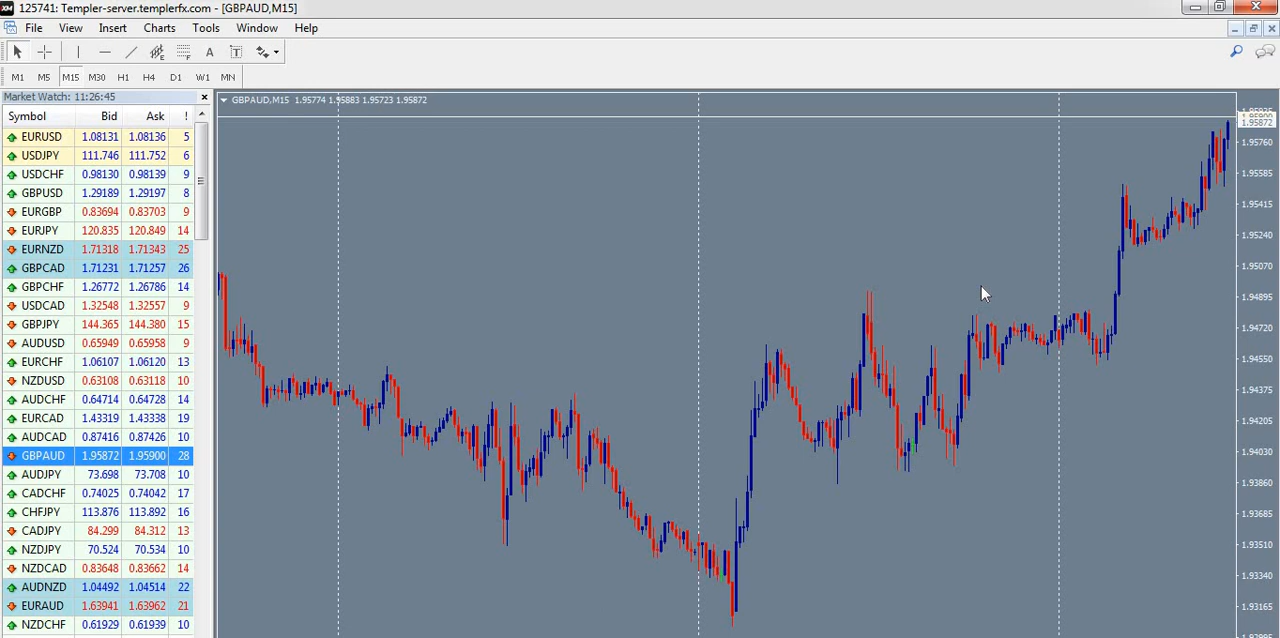 125741: Templer-server.templerfx.com - [GBPAUD,M15]
File View Insert Charts Tools Window Help
M1 M5 M15 M30 H1 H4 D1 W1 MN
Market Watch: 11:26:45
Symbol Bid Ask !
EURUSD 1.08131 1.08136 5
USDJPY 111.746 111.752 6
USDCHF 0.98130 0.98139 9
GBPUSD 1.29189 1.29197 8
EURGBP 0.83694 0.83703 9
EURJPY 120.835 120.849 14
EURNZD 1.71318 1.71343 25
GBPCAD 1.71231 1.71257 26
GBPCHF 1.26772 1.26786 14
USDCAD 1.32548 1.32557 9
GBPJPY 144.365 144.380 15
AUDUSD 0.65949 0.65958 9
EURCHF 1.06107 1.06120 13
NZDUSD 0.63108 0.63118 10
AUDCHF 0.64714 0.64728 14
EURCAD 1.43319 1.43338 19
AUDCAD 0.87416 0.87426 10
GBPAUD 1.95872 1.95900 28
AUDJPY 73.698 73.708 10
CADCHF 0.74025 0.74042 17
CHFJPY 113.876 113.892 16
CADJPY 84.299 84.312 13
NZDJPY 70.524 70.534 10
NZDCAD 0.83648 0.83662 14
AUDNZD 1.04492 1.04514 22
EURAUD 1.63941 1.63962 21
NZDCHF 0.61929 0.61939 10
GBPAUD,M15 1.95774 1.95883 1.95723 1.95872
1.95872
1.95760
1.95585
1.95415
1.95240
1.95070
1.94895
1.94720
1.94550
1.94375
1.94205
1.94030
1.93860
1.93685
1.93510
1.93340
1.93165